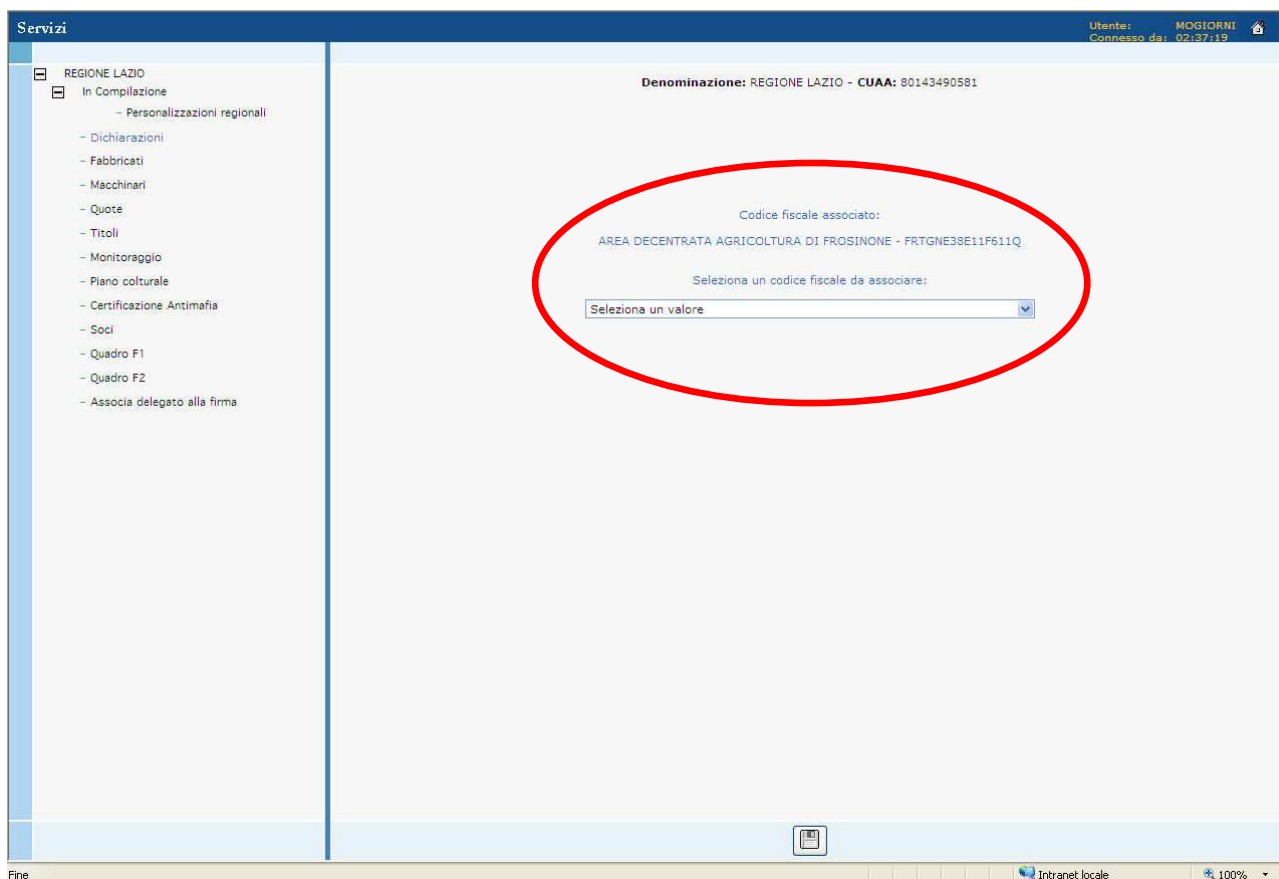 Servizi
Utente: MOGIORNI
Connesso da: 02:37:19
REGIONE LAZIO
In Compilazione
- Personalizzazioni regionali
- Dichiarazioni
- Fabbricati
- Macchinari
- Quote
- Titoli
- Monitoraggio
- Piano colturale
- Certificazione Antimafia
- Soci
- Quadro F1
- Quadro F2
- Associa delegato alla firma
Denominazione: REGIONE LAZIO - CUAA: 80143490581
Codice fiscale associato:
AREA DECENTRATA AGRICOLTURA DI FROSINONE - FRTGNE38E11F611Q
Seleziona un codice fiscale da associare:
Seleziona un valore
Fine
Intranet locale
100%